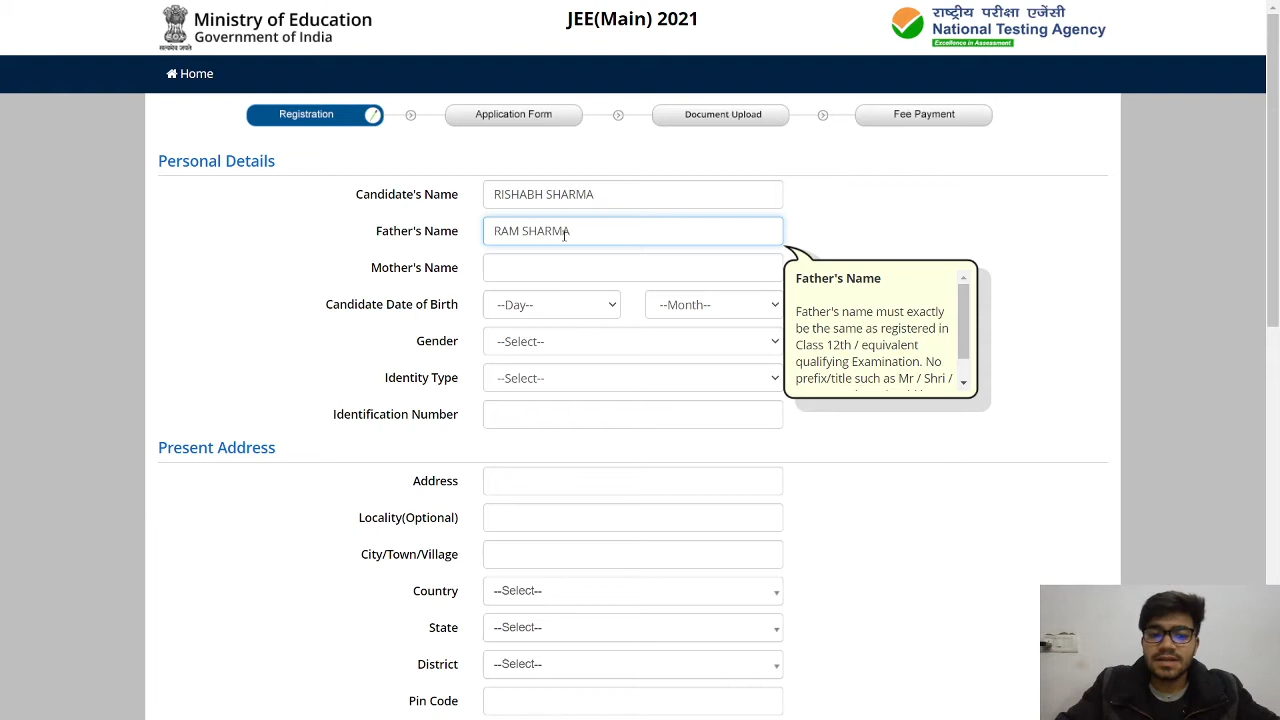 Ministry of Education
Government of India
सत्यमेव जयते
JEE(Main) 2021
राष्ट्रीय परीक्षा एजेंसी
National Testing Agency
Excellence in Assessment
Home
Registration
Application Form
Document Upload
Fee Payment
Personal Details
Candidate's Name RISHABH SHARMA
Father's Name RAM SHARMA
Mother's Name
Candidate Date of Birth --Day-- --Month--
Gender --Select--
Identity Type --Select--
Identification Number
Father's Name
Father's name must exactly
be the same as registered in
Class 12th / equivalent
qualifying Examination. No
prefix/title such as Mr / Shri /
Present Address
Address
Locality(Optional)
City/Town/Village
Country --Select--
State --Select--
District --Select--
Pin Code